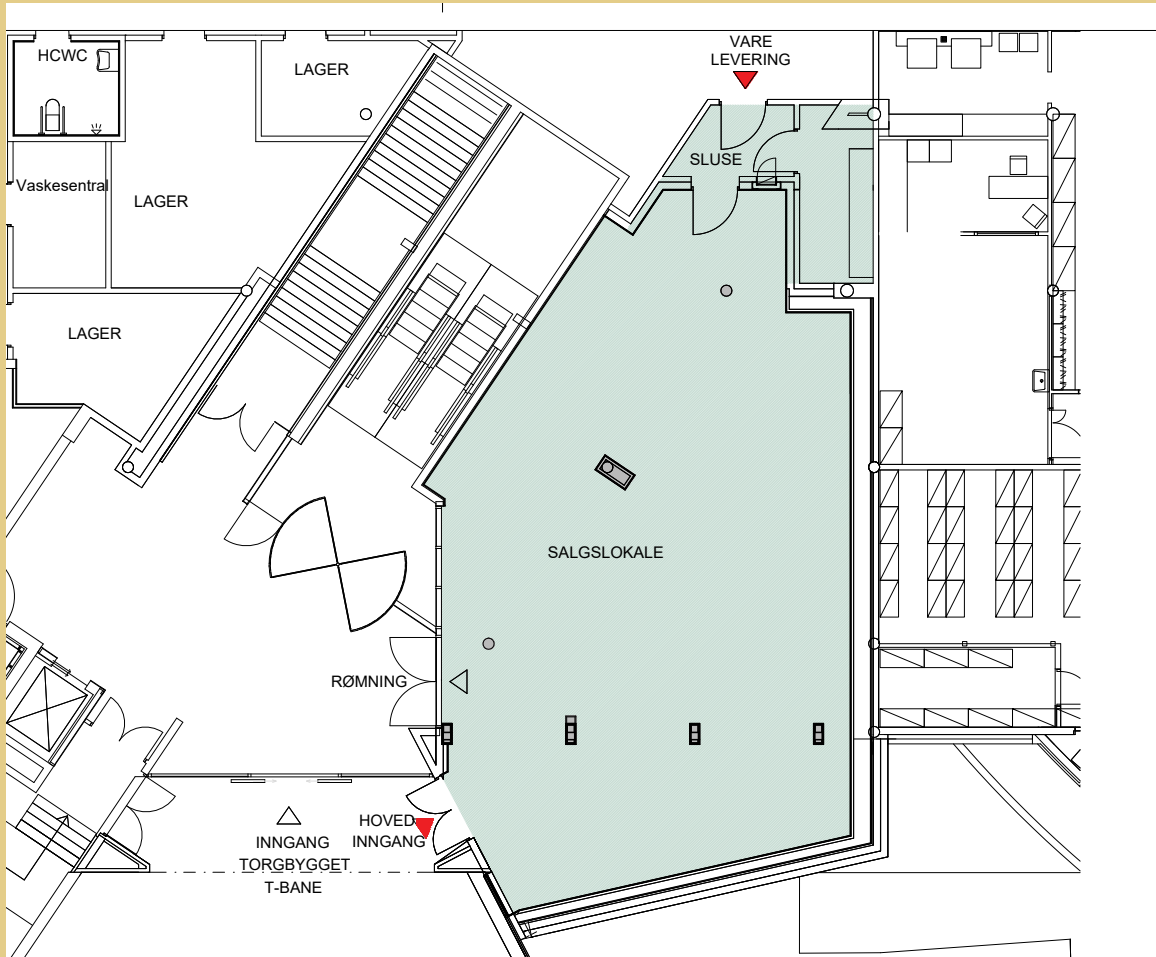 HCWC
LAGER
VARE
LEVERING
SLUSE
Vaskesentral
LAGER
LAGER
SALGSLOKALE
RØMNING
HOVED
INNGANG
INNGANG
TORGBYGGET
T-BANE